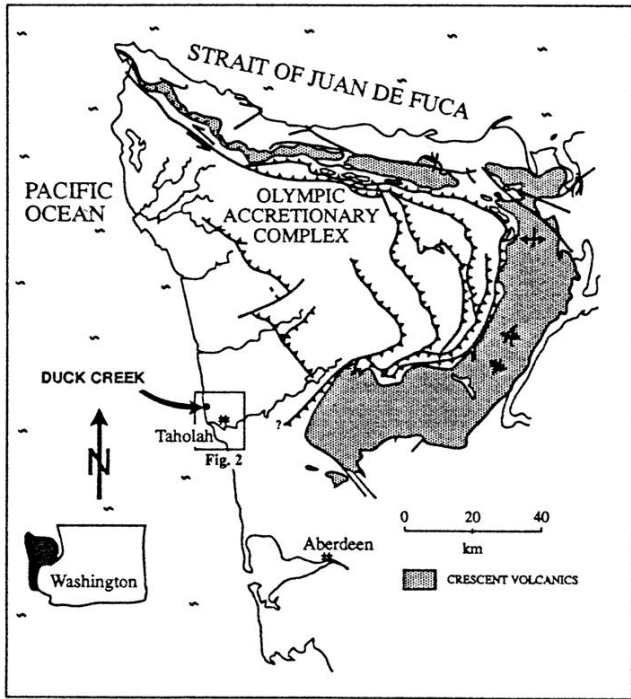 STRAIT OF JUAN DE FUCA
PACIFIC
OCEAN
OLYMPIC
ACCRETIONARY
COMPLEX
DUCK CREEK
Taholah
?
Fig. 2
N
Aberdeen
0 20 40
km
Washington
CRESCENT VOLCANICS